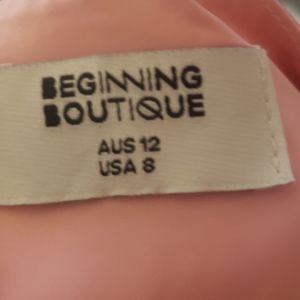 BEGINNING
BOUTIQUE
AUS 12
USA 8